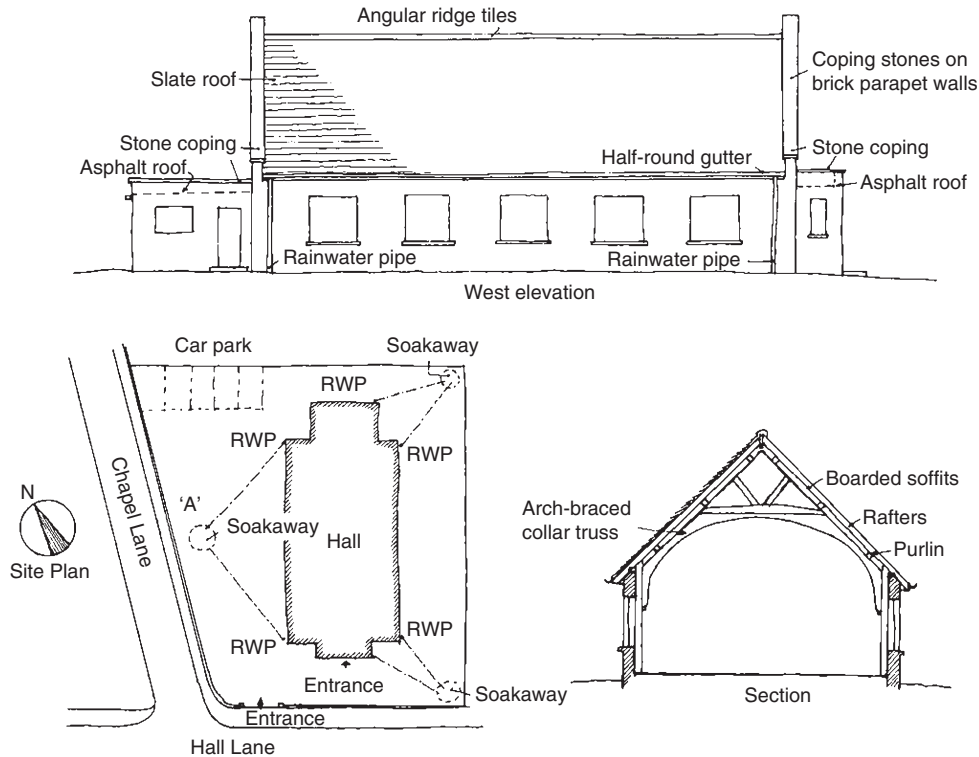 Angular ridge tiles
Slate roof
Coping stones on
brick parapet walls
Stone coping
Asphalt roof
Half-round gutter
Stone coping
Asphalt roof
Rainwater pipe
Rainwater pipe
West elevation
Car park
Soakaway
RWP
RWP
RWP
N
Chapel Lane
'A'
Soakaway
Hall
Site Plan
RWP
RWP
Entrance
Soakaway
Entrance
Hall Lane
Boarded soffits
Arch-braced
collar truss
Rafters
Purlin
Section